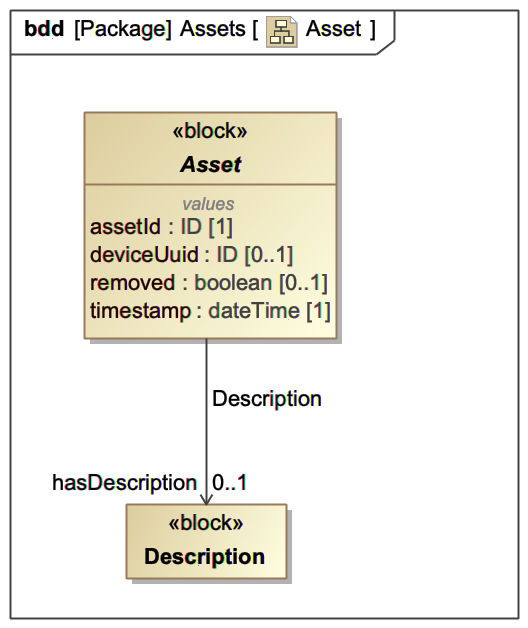 bdd [Package] Assets [ Asset ]
«block»
Asset
values
assetId : ID [1]
deviceUuid : ID [0..1]
removed : boolean [0..1]
timestamp : dateTime [1]
Description
hasDescription 0..1
«block»
Description